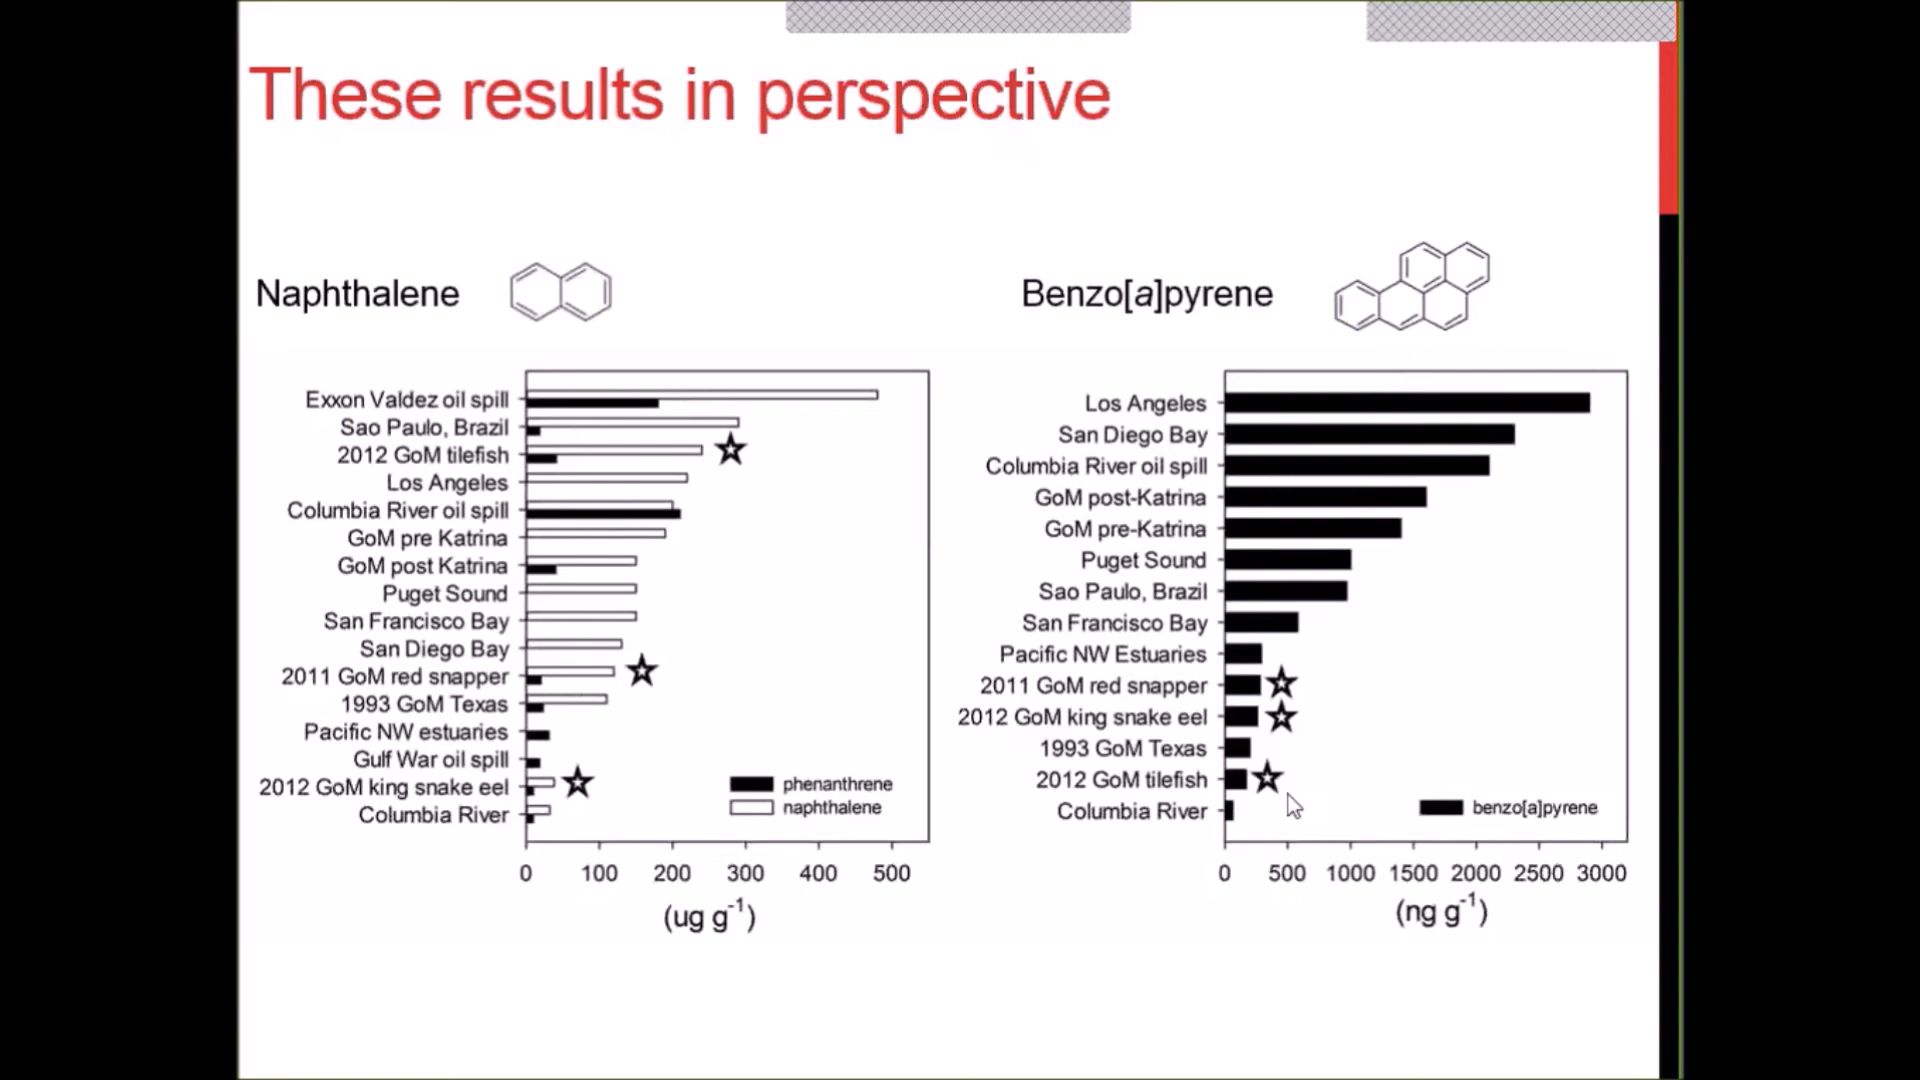 These results in perspective
Naphthalene
Exxon Valdez oil spill
Sao Paulo, Brazil
2012 GoM tilefish
Los Angeles
Columbia River oil spill
GoM pre Katrina
GoM post Katrina
Puget Sound
San Francisco Bay
San Diego Bay
2011 GoM red snapper
1993 GoM Texas
Pacific NW estuaries
Gulf War oil spill
2012 GoM king snake eel
Columbia River
phenanthrene
naphthalene
0 100 200 300 400 500
(ug g⁻¹)
Benzo[a]pyrene
Los Angeles
San Diego Bay
Columbia River oil spill
GoM post-Katrina
GoM pre-Katrina
Puget Sound
Sao Paulo, Brazil
San Francisco Bay
Pacific NW Estuaries
2011 GoM red snapper
2012 GoM king snake eel
1993 GoM Texas
2012 GoM tilefish
Columbia River
benzo[a]pyrene
0 500 1000 1500 2000 2500 3000
(ng g⁻¹)